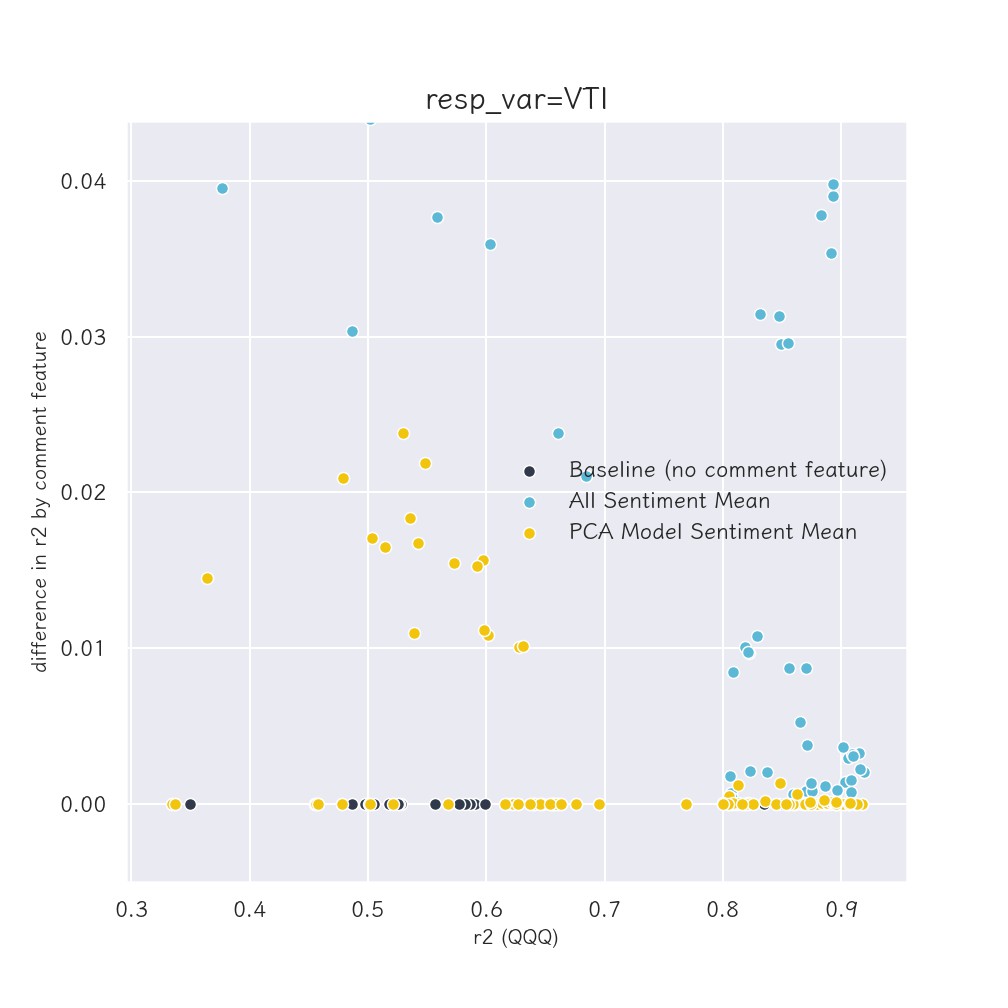 resp_var=VTI
0.04
0.03
0.02
0.01
0.00
difference in r2 by comment feature
Baseline (no comment feature)
All Sentiment Mean
PCA Model Sentiment Mean
0.3 0.4 0.5 0.6 0.7 0.8 0.9
r2 (QQQ)